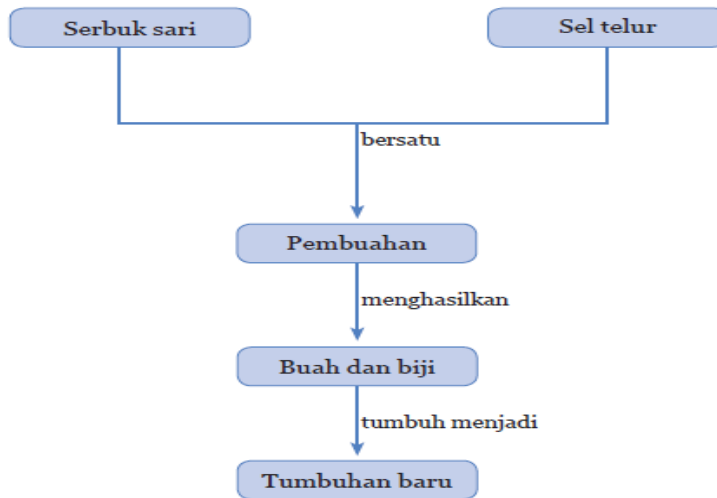 Serbuk sari
Sel telur
bersatu
Pembuahan
menghasilkan
Buah dan biji
tumbuh menjadi
Tumbuhan baru